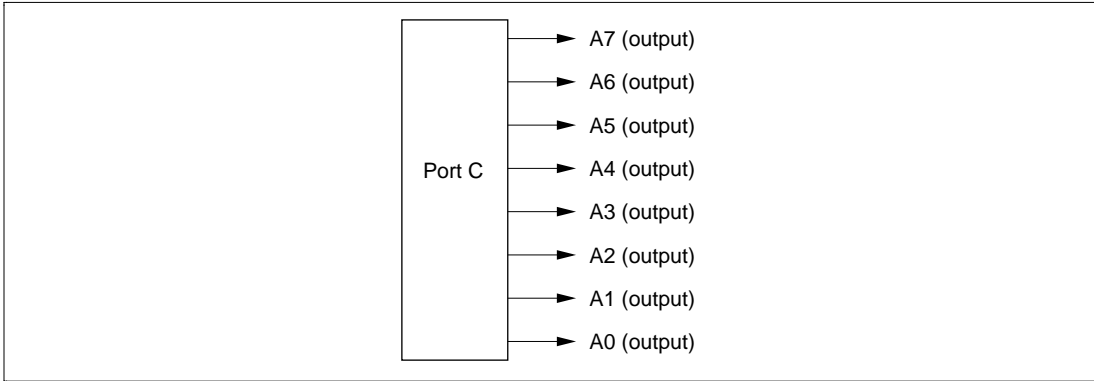 A7 (output)
A6 (output)
A5 (output)
Port C
A4 (output)
A3 (output)
A2 (output)
A1 (output)
A0 (output)